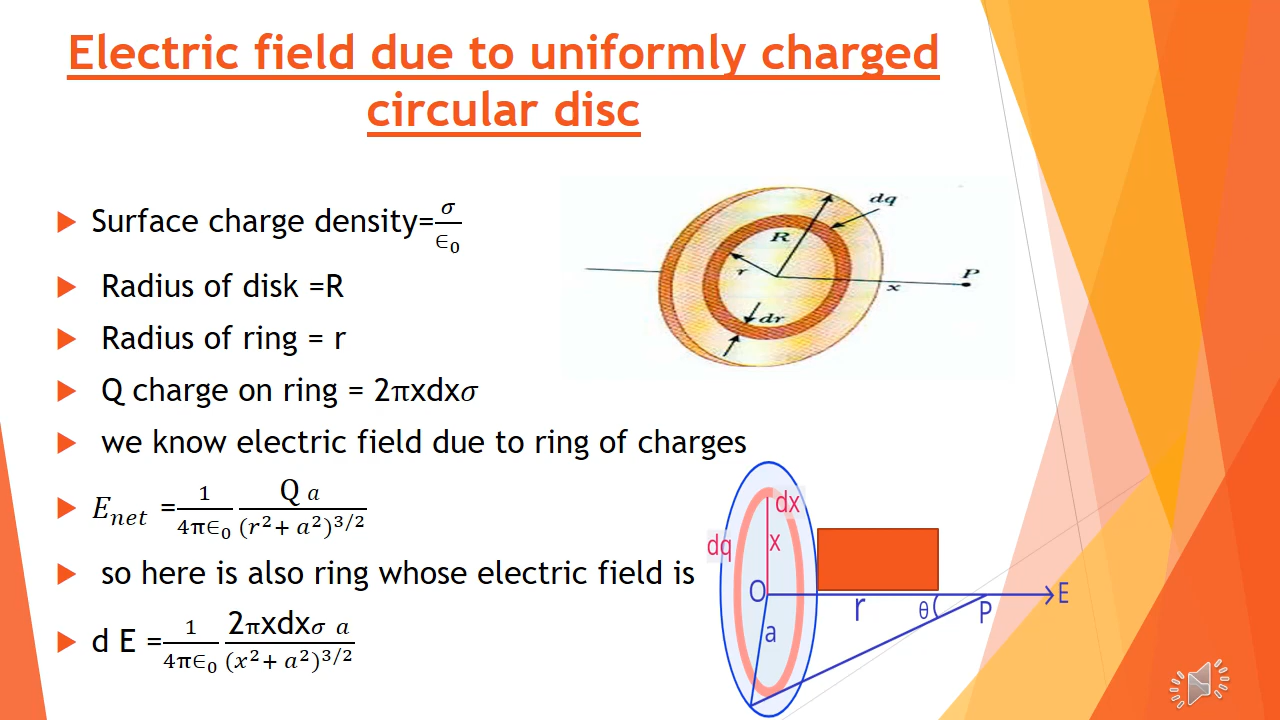 Electric field due to uniformly charged
circular disc
Surface charge density=σ/∈₀
Radius of disk =R
Radius of ring = r
Q charge on ring = 2πxdxσ
we know electric field due to ring of charges
E_net = 1/4π∈₀ Q a/(r²+ a²)^3/2
so here is also ring whose electric field is
d E = 1/4π∈₀ 2πxdxσ a/(x²+ a²)^3/2
dq
R
r
P
x
dr
dx
dq
x
O
r
θ
P
E
a